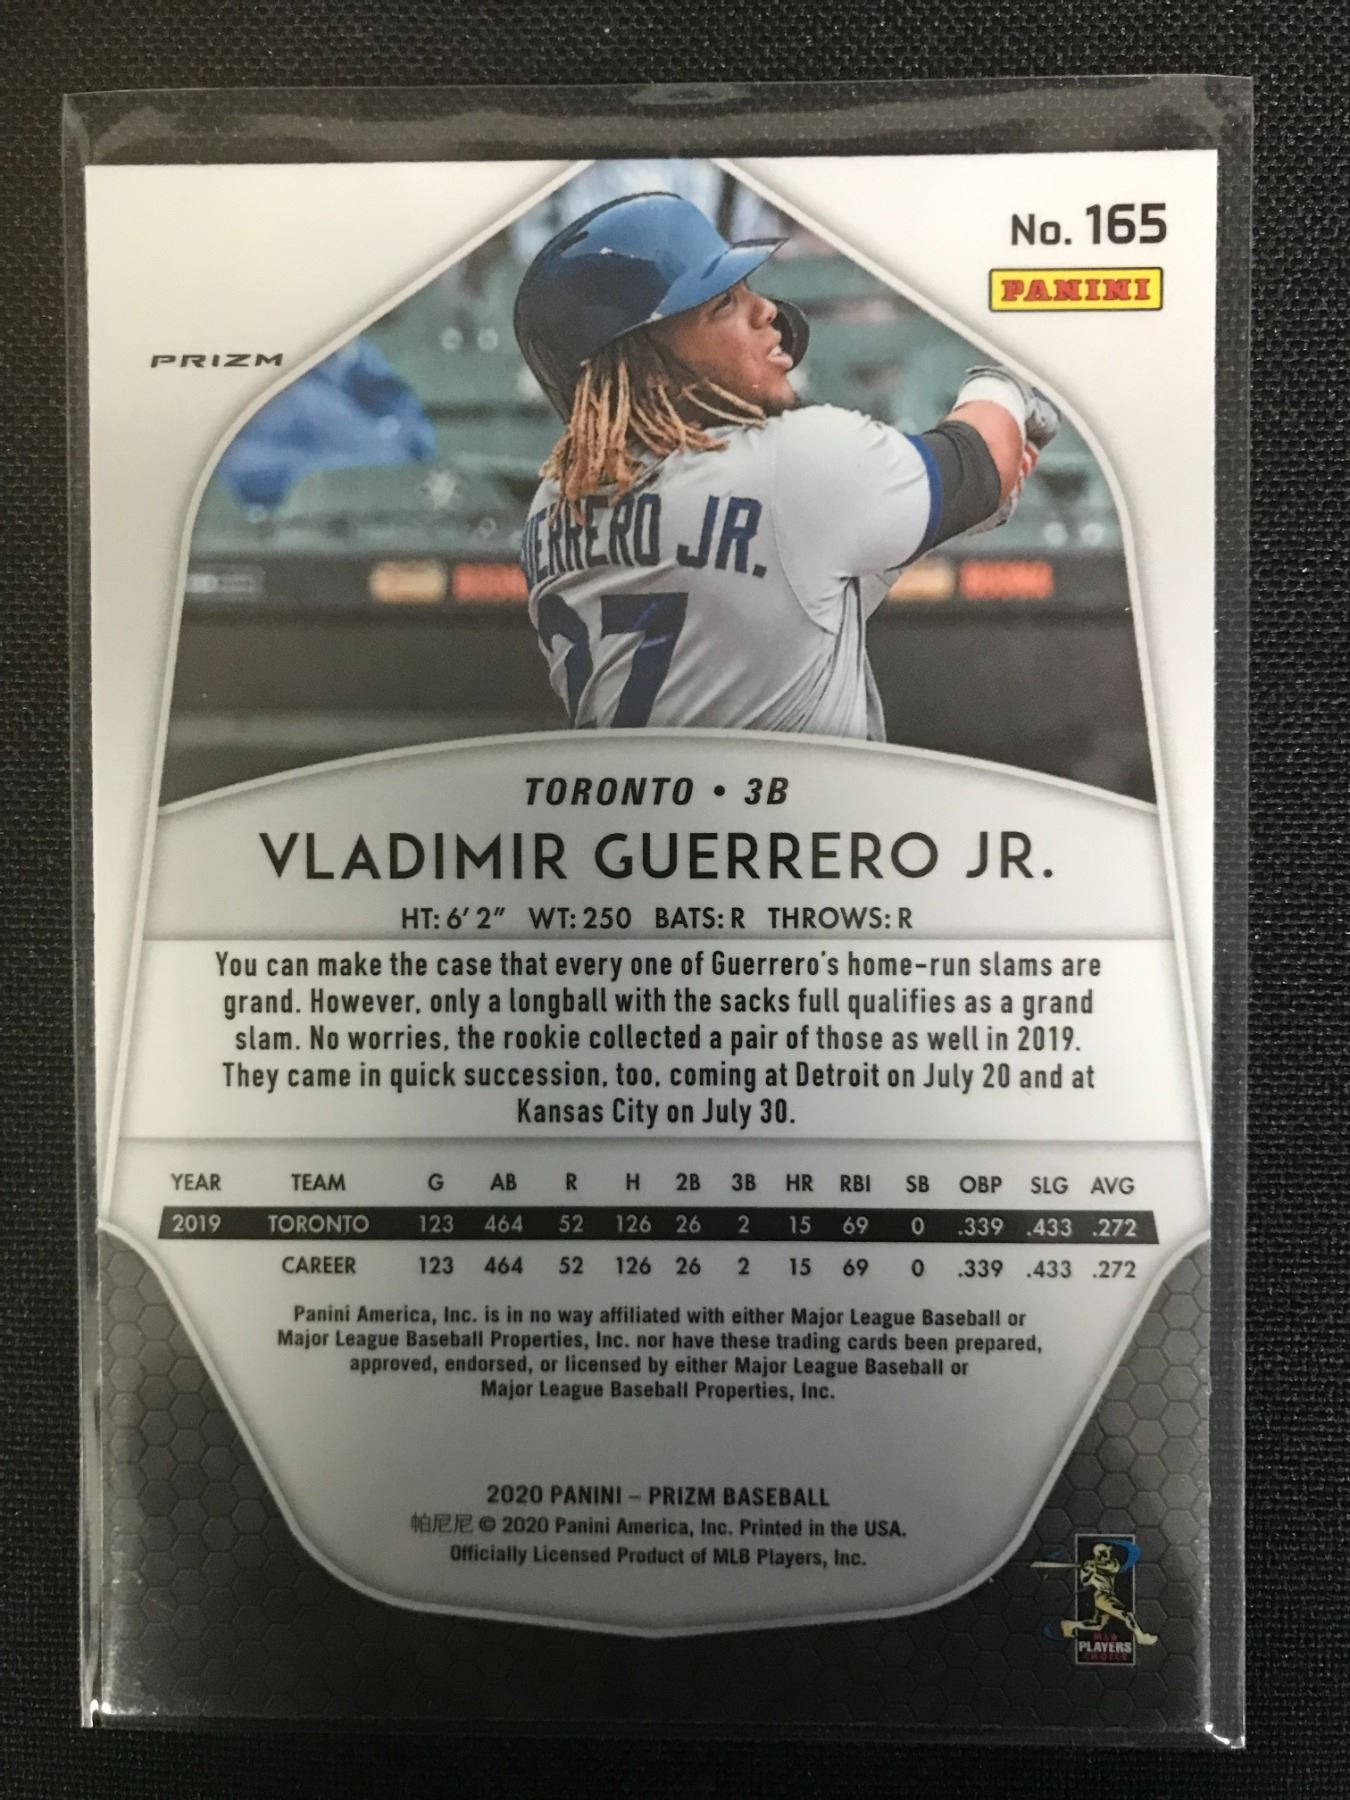 No. 165
PANINI
PRIZM
ERRERO JR.
27
TORONTO • 3B
VLADIMIR GUERRERO JR.
HT: 6' 2" WT: 250 BATS: R THROWS: R
You can make the case that every one of Guerrero's home-run slams are
grand. However, only a longball with the sacks full qualifies as a grand
slam. No worries, the rookie collected a pair of those as well in 2019.
They came in quick succession, too, coming at Detroit on July 20 and at
Kansas City on July 30.
YEAR TEAM G AB R H 2B 3B HR RBI SB OBP SLG AVG
2019 TORONTO 123 464 52 126 26 2 15 69 0 .339 .433 .272
CAREER 123 464 52 126 26 2 15 69 0 .339 .433 .272
Panini America, Inc. is in no way affiliated with either Major League Baseball or
Major League Baseball Properties, Inc. nor have these trading cards been prepared,
approved, endorsed, or licensed by either Major League Baseball or
Major League Baseball Properties, Inc.
2020 PANINI – PRIZM BASEBALL
帕尼尼 © 2020 Panini America, Inc. Printed in the USA.
Officially Licensed Product of MLB Players, Inc.
MLB
PLAYERS
CHOICE